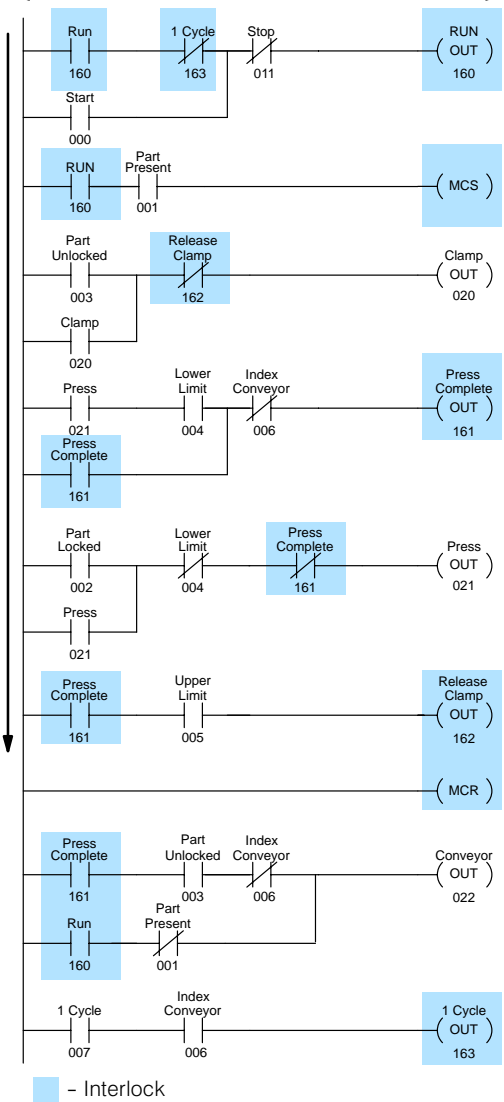 Run 1 Cycle Stop RUN
OUT
160 163 011 160
Start
000
RUN Part Present
MCS
160 001
Part Unlocked Release Clamp Clamp
OUT
003 162 020
Clamp
020
Press Lower Limit Index Conveyor Press Complete
OUT
021 004 006 161
Press Complete
161
Part Locked Lower Limit Press Complete Press
OUT
002 004 161 021
Press
021
Press Complete Upper Limit Release Clamp
OUT
161 005 162
MCR
Press Complete Part Unlocked Index Conveyor Conveyor
OUT
161 003 006 022
Run Part Present
160 001
1 Cycle Index Conveyor 1 Cycle
OUT
007 006 163
– Interlock